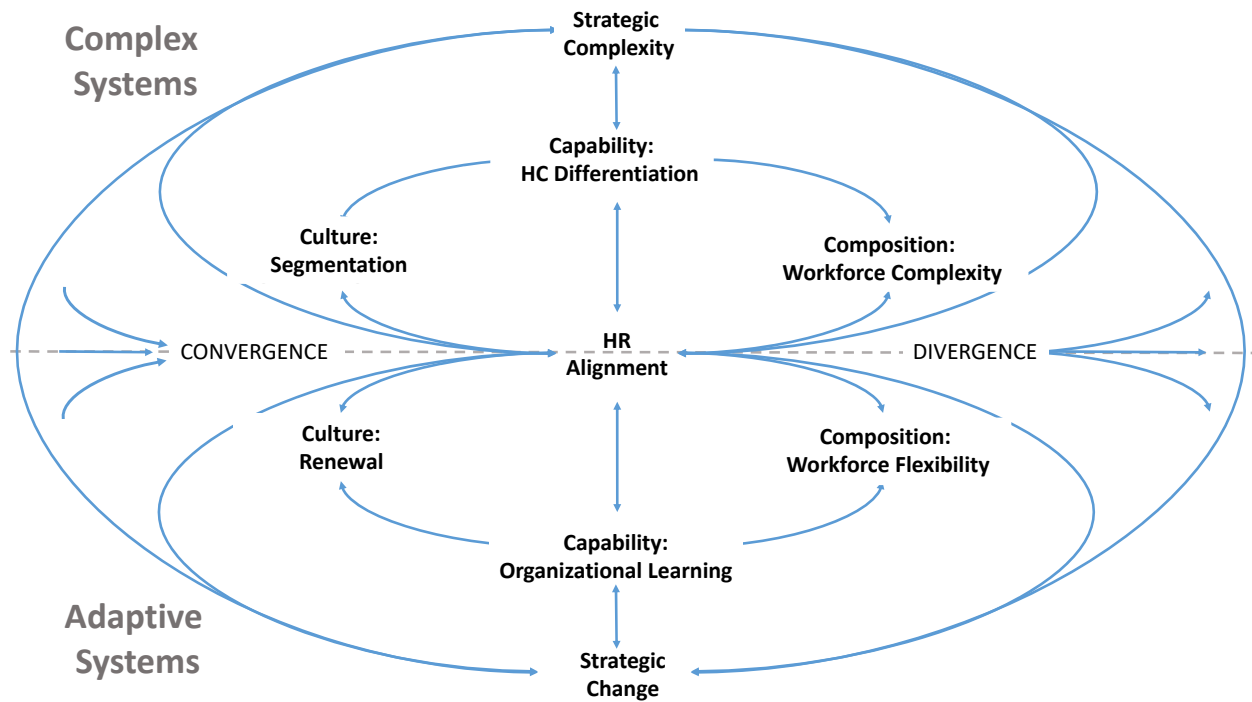 Complex
Systems
Strategic
Complexity
Capability:
HC Differentiation
Culture:
Segmentation
Composition:
Workforce Complexity
CONVERGENCE
HR
Alignment
DIVERGENCE
Culture:
Renewal
Composition:
Workforce Flexibility
Capability:
Organizational Learning
Adaptive
Systems
Strategic
Change